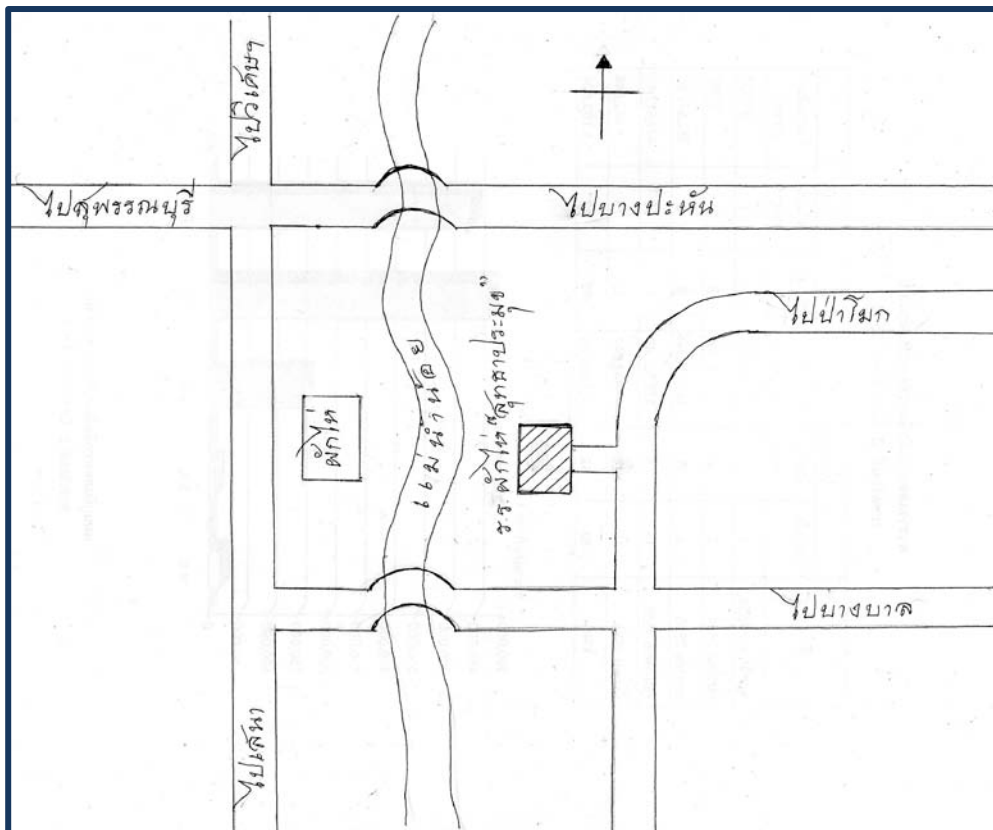 ไปวิเศษฯ
ไปสุพรรณบุรี
ไปบางปะหัน
ไปป่าโมก
ร.ร.ผักไห่ "สุทธาประมุข"
แม่น้ำน้อย
ผักไห่
ไปบางบาล
ไปเสนา